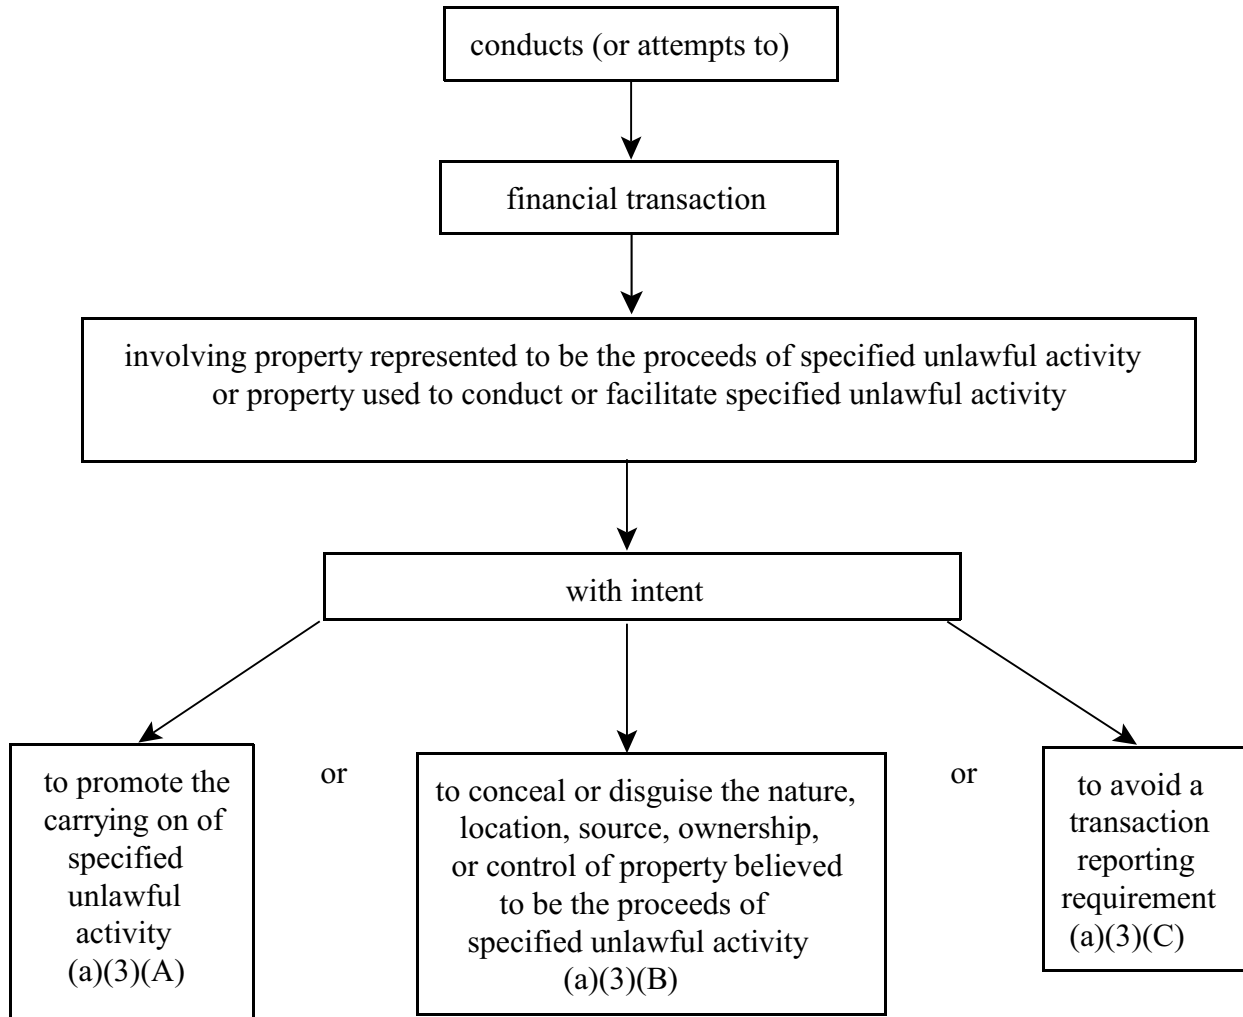 conducts (or attempts to)
financial transaction
involving property represented to be the proceeds of specified unlawful activity
or property used to conduct or facilitate specified unlawful activity
with intent
to promote the
carrying on of
specified
unlawful
activity
(a)(3)(A)
or
to conceal or disguise the nature,
location, source, ownership,
or control of property believed
to be the proceeds of
specified unlawful activity
(a)(3)(B)
or
to avoid a
transaction
reporting
requirement
(a)(3)(C)